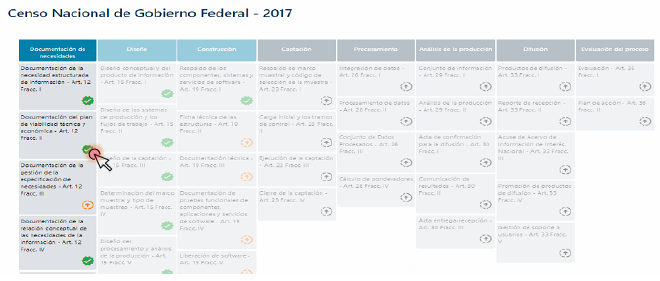 Censo Nacional de Gobierno Federal - 2017
Documentación de
necesidades
Diseño
Construcción
Captación
Procesamiento
Análisis de la producción
Difusión
Evaluación del proceso
Documentación de la
necesidad estructurada
de información - Art. 12
Fracc. I
Documentación del plan
de viabilidad técnica y
económica - Art. 12
Fracc. II
Documentación de la
gestión de la
especificación de
necesidades - Art. 12
Fracc. III
Documentación de la
relación conceptual de
las necesidades de la
información - Art. 12
Fracc. IV
Diseño conceptual y del
producto de información
- Art. 15 Fracc. I
Diseño de los sistemas
de producción y los
flujos de trabajo - Art. 15
Fracc. II
Diseño de la captación -
Art. 15 Fracc. III
Determinación del marco
muestral y tipo de
muestreo - Art. 15 Fracc.
IV
Diseño del
procesamiento y análisis
de la producción - Art.
15 Fracc. V
Respaldo de los
componentes, sistemas y
servicios de software -
Art. 19 Fracc. I
Ficha técnica de las
estructuras - Art. 19
Fracc. II
Documentación técnica -
Art. 19 Fracc. III
Documentación de
pruebas funcionales de
componentes,
aplicaciones y servicios
de software - Art. 19
Fracc. IV
Liberación de software -
Art. 19 Fracc. V
Respaldo de marco
muestral y código de
selección de la muestra -
Art. 23 Fracc. I
Carga inicial y los tramos
de control - Art. 23 Fracc.
II
Ejecución de la captación
- Art. 23 Fracc. III
Cierre de la captación -
Art. 23 Fracc. IV
Integración de datos -
Art. 26 Fracc. I
Procesamiento de datos
- Art. 26 Fracc. II
Conjunto de Datos
Procesados - Art. 26
Fracc. III
Cálculo de ponderadores
- Art. 26 Fracc. IV
Conjunto de información
- Art. 29 Fracc. I
Análisis de la producción
- Art. 29 Fracc. II
Acta de confirmación
para la difusión - Art. 30
Fracc. I
Comunicación de
resultados - Art. 30
Fracc. II
Acta entrega-recepción -
Art. 30 Fracc. III
Productos de difusión -
Art. 33 Fracc. I
Reporte de recepción -
Art. 33 Fracc. II
Acuse de Acervo de
Información de Interés
Nacional - Art. 33 Fracc.
III
Promoción de productos
de difusión - Art. 33
Fracc. IV
Gestión de soporte a
usuarios - Art. 33 Fracc.
V
Evaluación - Art. 36
Fracc. I
Plan de acción - Art. 36
Fracc. II